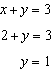 x + y = 3
2 + y = 3
y = 1